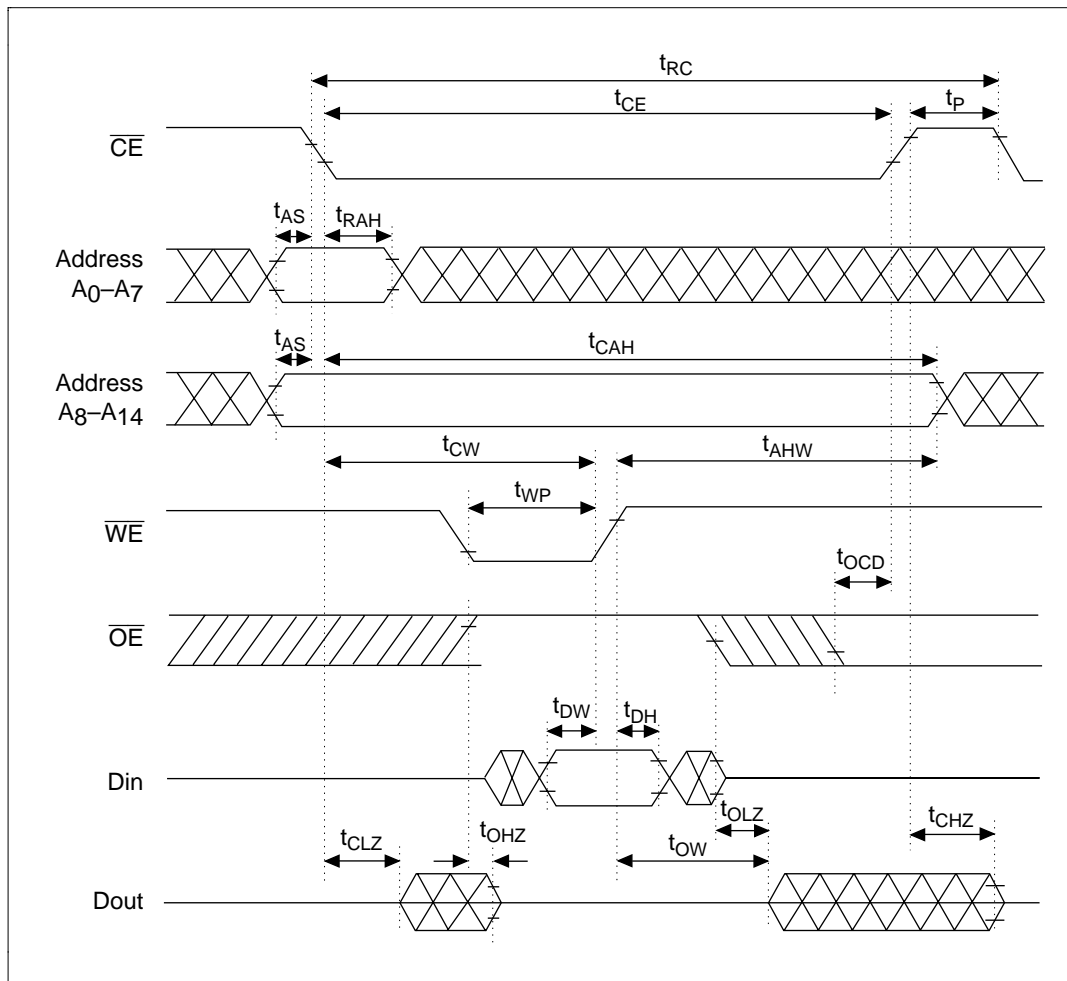 tRC
tCE
tP
CE
tAS
tRAH
Address
A0–A7
tAS
tCAH
Address
A8–A14
tCW
tAHW
tWP
WE
tOCD
OE
tDW
tDH
Din
tOLZ
tCHZ
tCLZ
tOHZ
tOW
Dout